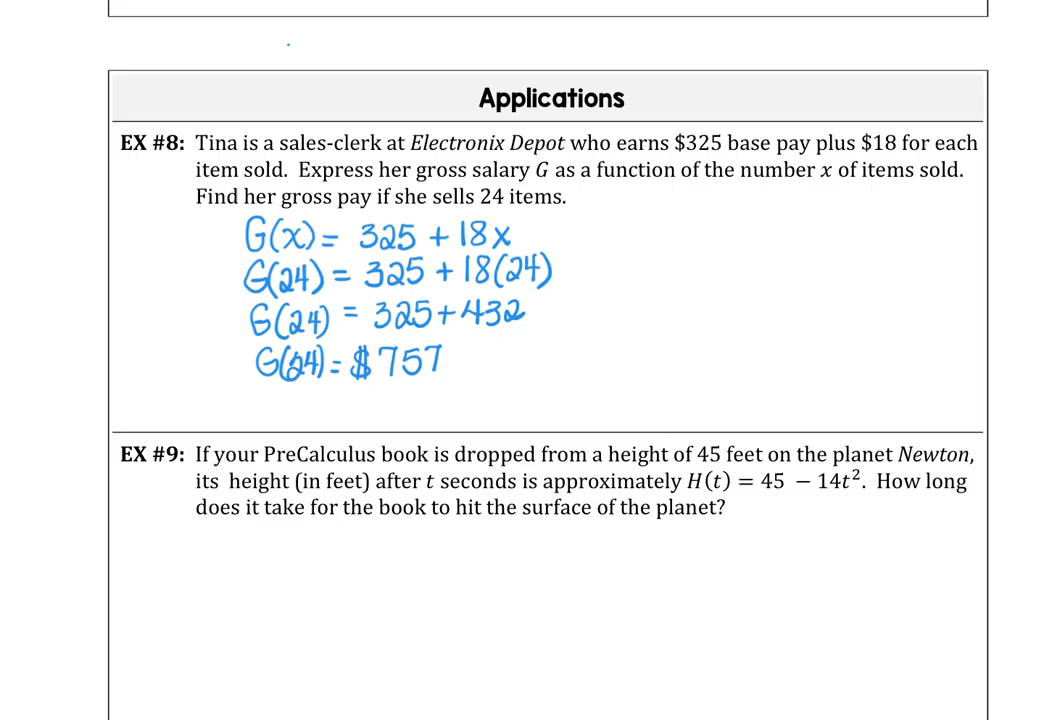 Applications
EX #8: Tina is a sales-clerk at Electronix Depot who earns $325 base pay plus $18 for each
item sold. Express her gross salary G as a function of the number x of items sold.
Find her gross pay if she sells 24 items.
G(x) = 325 + 18x
G(24) = 325 + 18(24)
G(24) = 325 + 432
G(24) = $757
EX #9: If your PreCalculus book is dropped from a height of 45 feet on the planet Newton,
its height (in feet) after t seconds is approximately H(t) = 45 − 14t². How long
does it take for the book to hit the surface of the planet?